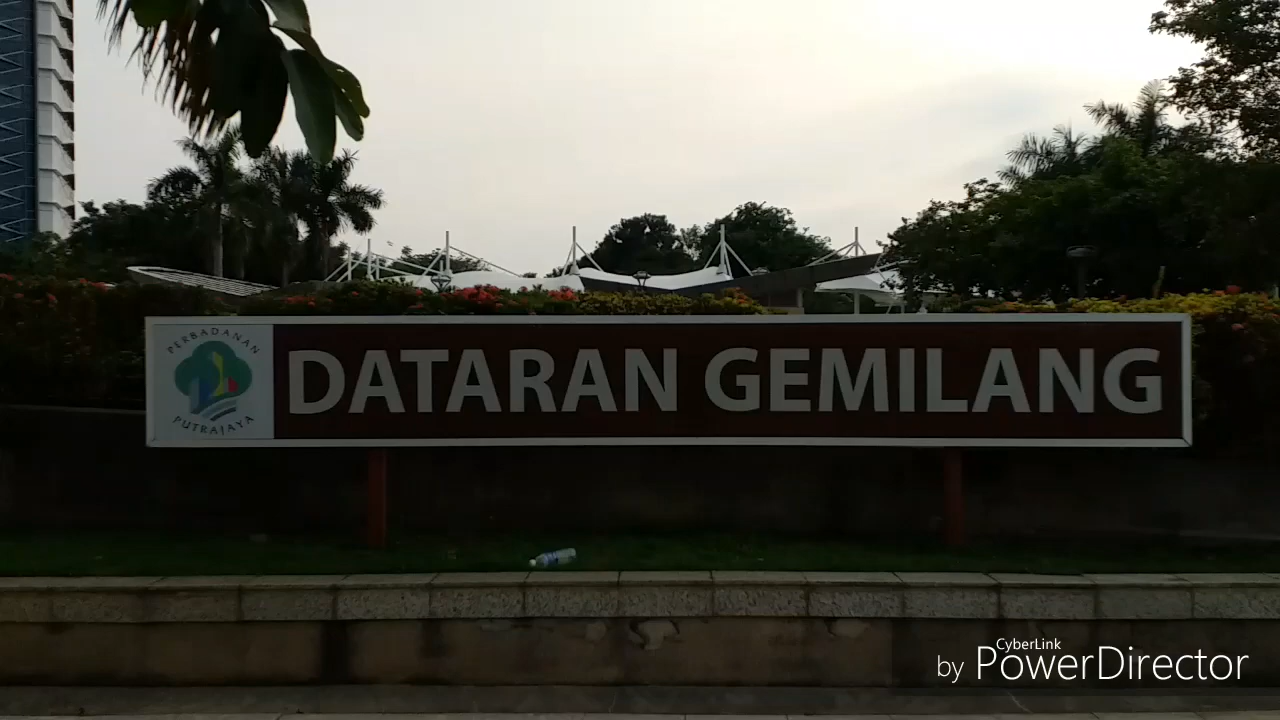 PERBADANAN
PUTRAJAYA
DATARAN GEMILANG
CyberLink
by PowerDirector